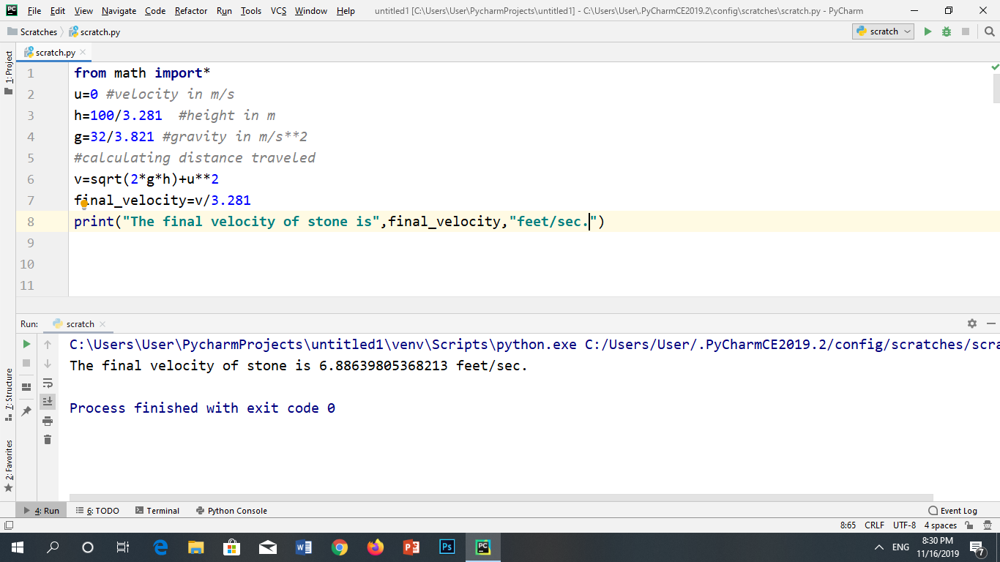 PC File Edit View Navigate Code Refactor Run Tools VCS Window Help untitled1 [C:\Users\User\PycharmProjects\untitled1] - C:\Users\User\.PyCharmCE2019.2\config\scratches\scratch.py - PyCharm
Scratches scratch.py scratch
1: Project
scratch.py
1 from math import*
2 u=0 #velocity in m/s
3 h=100/3.281  #height in m
4 g=32/3.821 #gravity in m/s**2
5 #calculating distance traveled
6 v=sqrt(2*g*h)+u**2
7 final_velocity=v/3.281
8 print("The final velocity of stone is",final_velocity,"feet/sec.")
9
10
11
Run: scratch
C:\Users\User\PycharmProjects\untitled1\venv\Scripts\python.exe C:/Users/User/.PyCharmCE2019.2/config/scratches/scra
The final velocity of stone is 6.88639805368213 feet/sec.
Process finished with exit code 0
7: Structure
2: Favorites
4: Run 6: TODO Terminal Python Console Event Log
8:65 CRLF UTF-8 4 spaces
Ps PC ENG 8:30 PM
11/16/2019 7